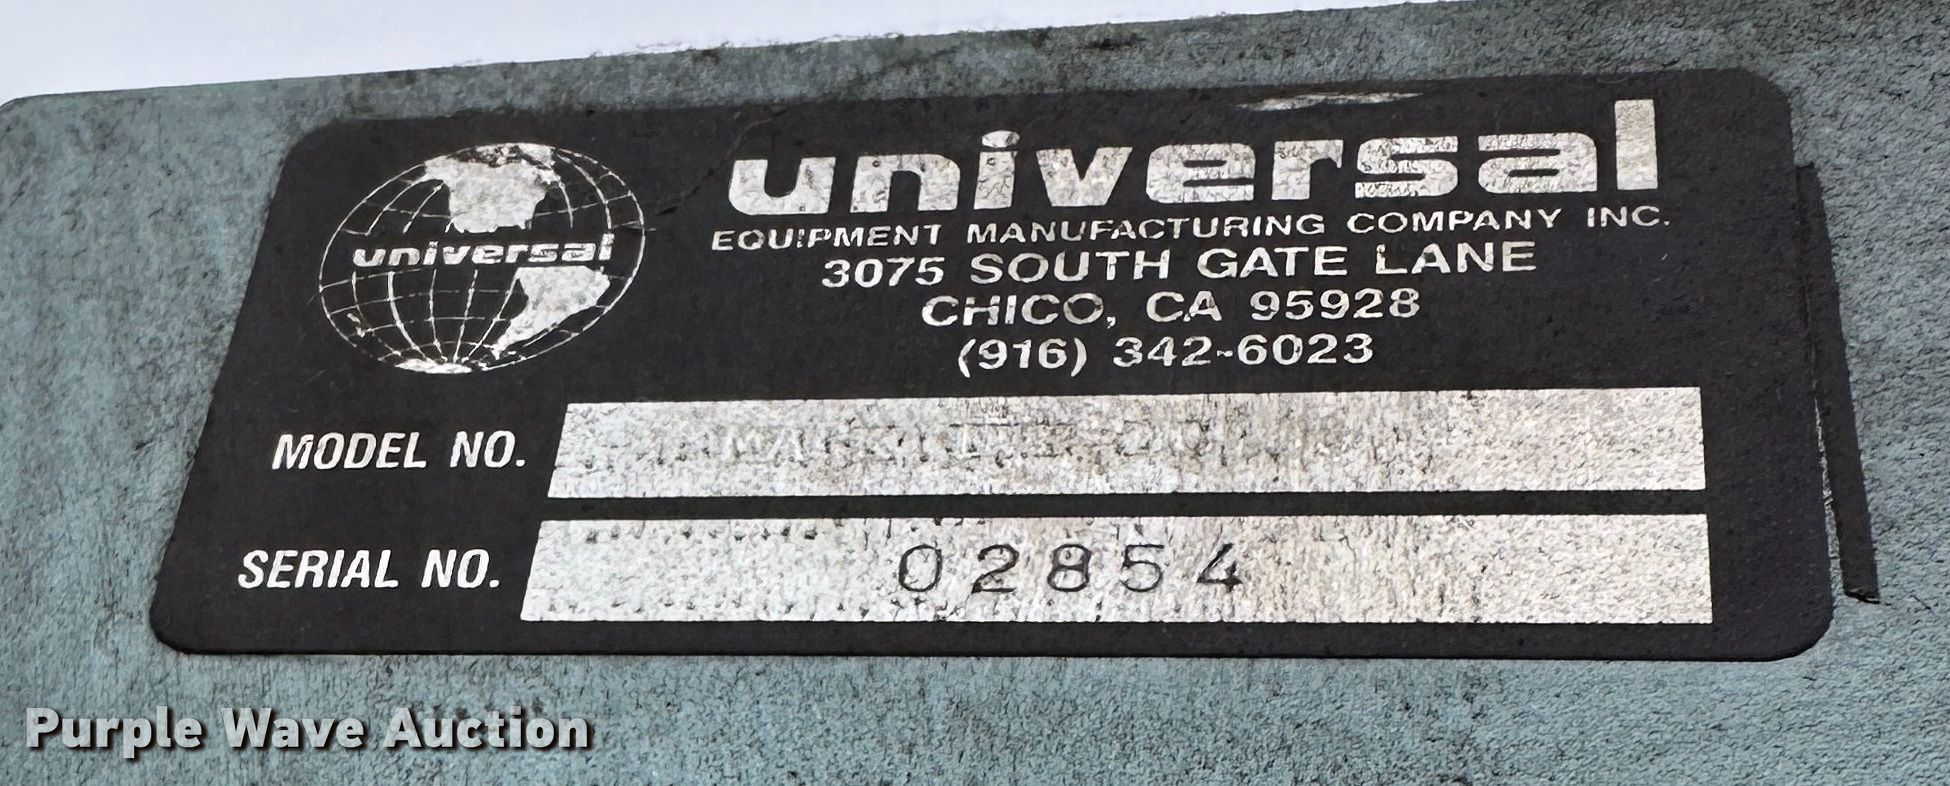 universal
universal
EQUIPMENT MANUFACTURING COMPANY INC.
3075 SOUTH GATE LANE
CHICO, CA 95928
(916) 342-6023
MODEL NO.
SERIAL NO. 02854
Purple Wave Auction